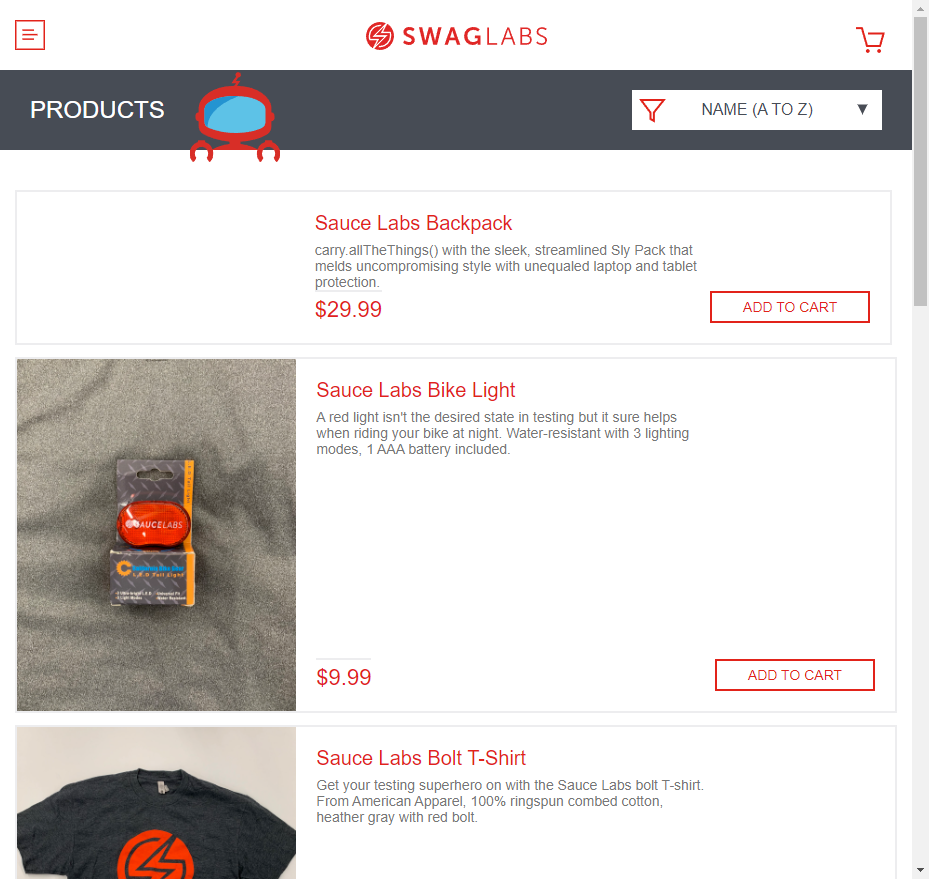 SWAGLABS
PRODUCTS
NAME (A TO Z)
Sauce Labs Backpack
carry.allTheThings() with the sleek, streamlined Sly Pack that
melds uncompromising style with unequaled laptop and tablet
protection.
$29.99
ADD TO CART
Sauce Labs Bike Light
A red light isn't the desired state in testing but it sure helps
when riding your bike at night. Water-resistant with 3 lighting
modes, 1 AAA battery included.
SAUCELABS
$9.99
ADD TO CART
Sauce Labs Bolt T-Shirt
Get your testing superhero on with the Sauce Labs bolt T-shirt.
From American Apparel, 100% ringspun combed cotton,
heather gray with red bolt.